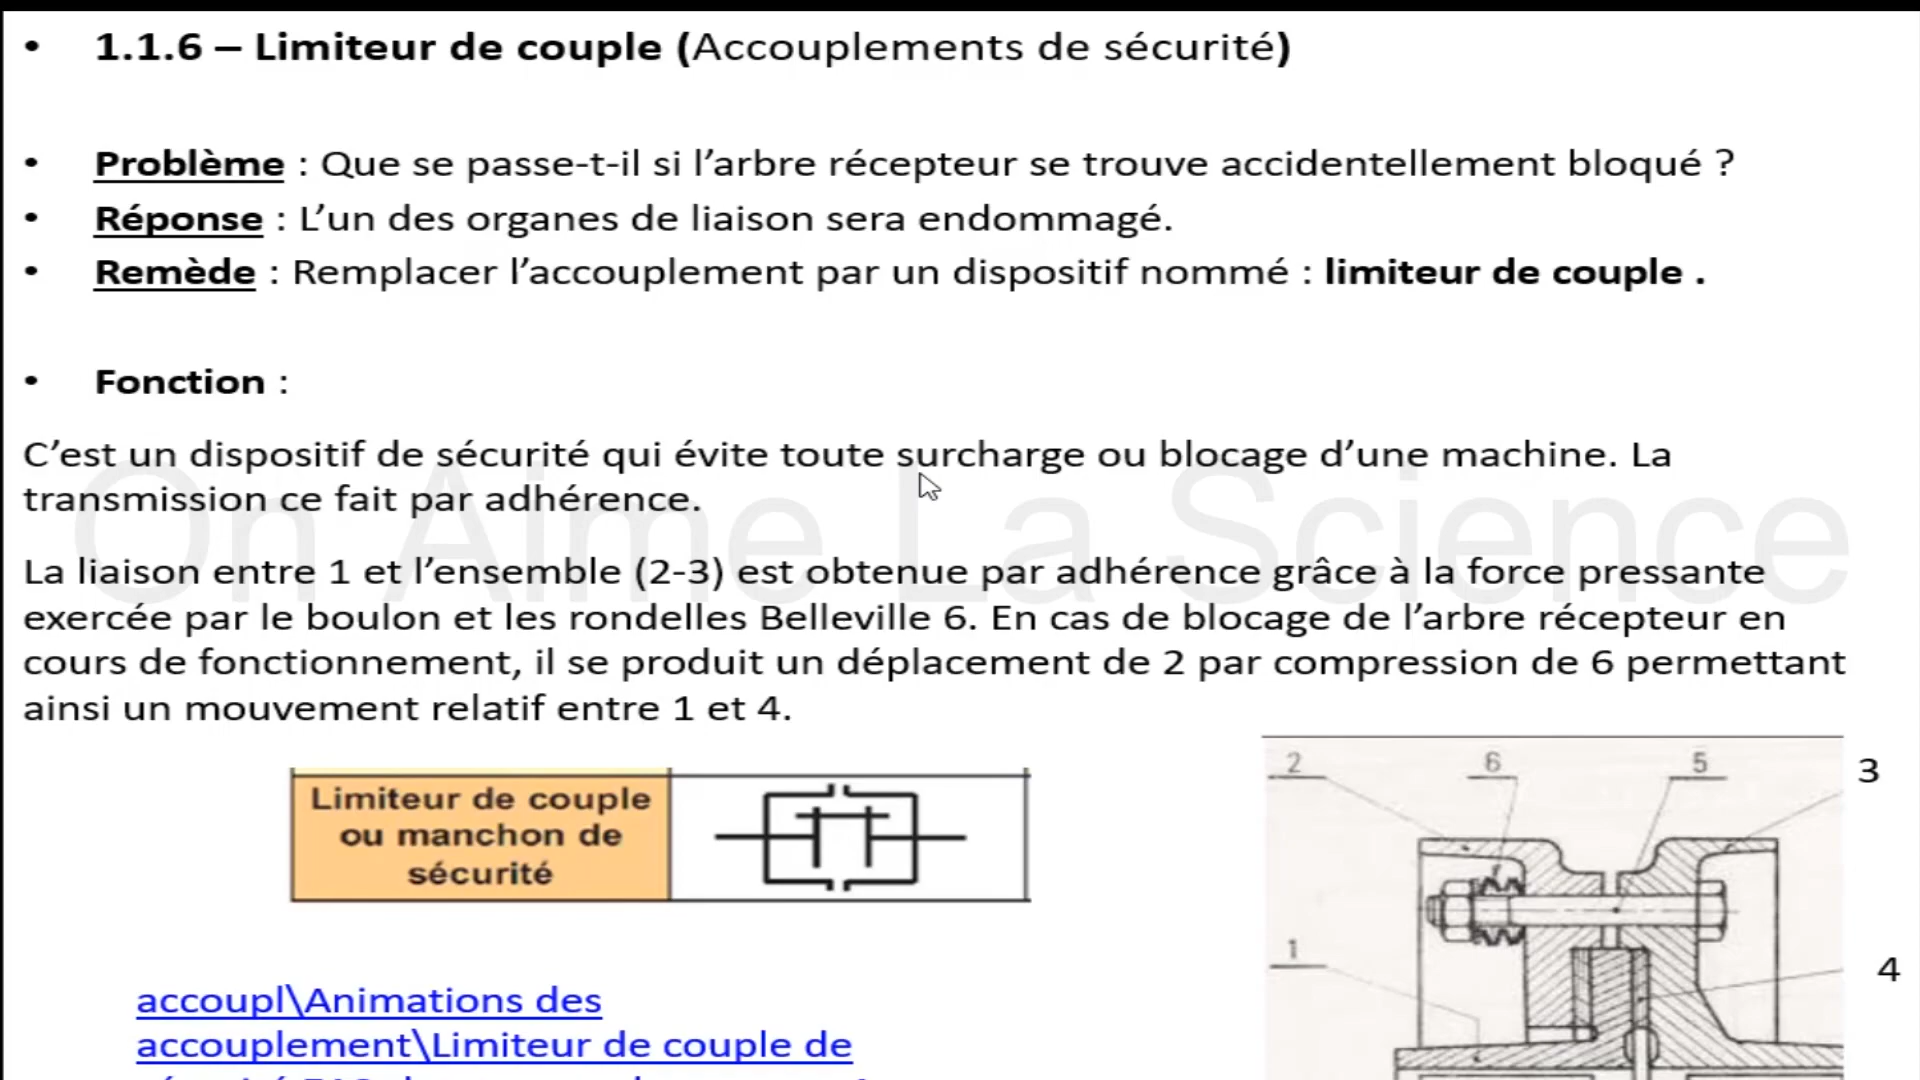 • 1.1.6 – Limiteur de couple (Accouplements de sécurité)
• Problème : Que se passe-t-il si l’arbre récepteur se trouve accidentellement bloqué ?
• Réponse : L’un des organes de liaison sera endommagé.
• Remède : Remplacer l’accouplement par un dispositif nommé : limiteur de couple .
• Fonction :
C’est un dispositif de sécurité qui évite toute surcharge ou blocage d’une machine. La
transmission ce fait par adhérence.
On Aime La Science
La liaison entre 1 et l’ensemble (2-3) est obtenue par adhérence grâce à la force pressante
exercée par le boulon et les rondelles Belleville 6. En cas de blocage de l’arbre récepteur en
cours de fonctionnement, il se produit un déplacement de 2 par compression de 6 permettant
ainsi un mouvement relatif entre 1 et 4.
Limiteur de couple
ou manchon de
sécurité
2 6 5 3
1
4
accoupl\Animations des
accouplement\Limiteur de couple de